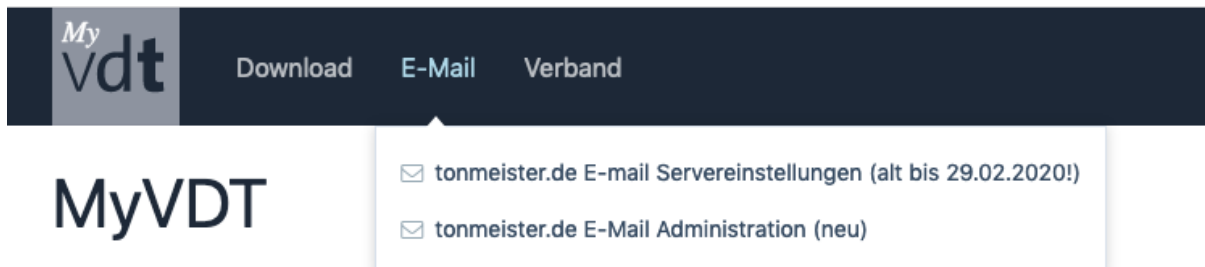 My
vdt
Download E-Mail Verband
MyVDT
tonmeister.de E-mail Servereinstellungen (alt bis 29.02.2020!)
tonmeister.de E-Mail Administration (neu)